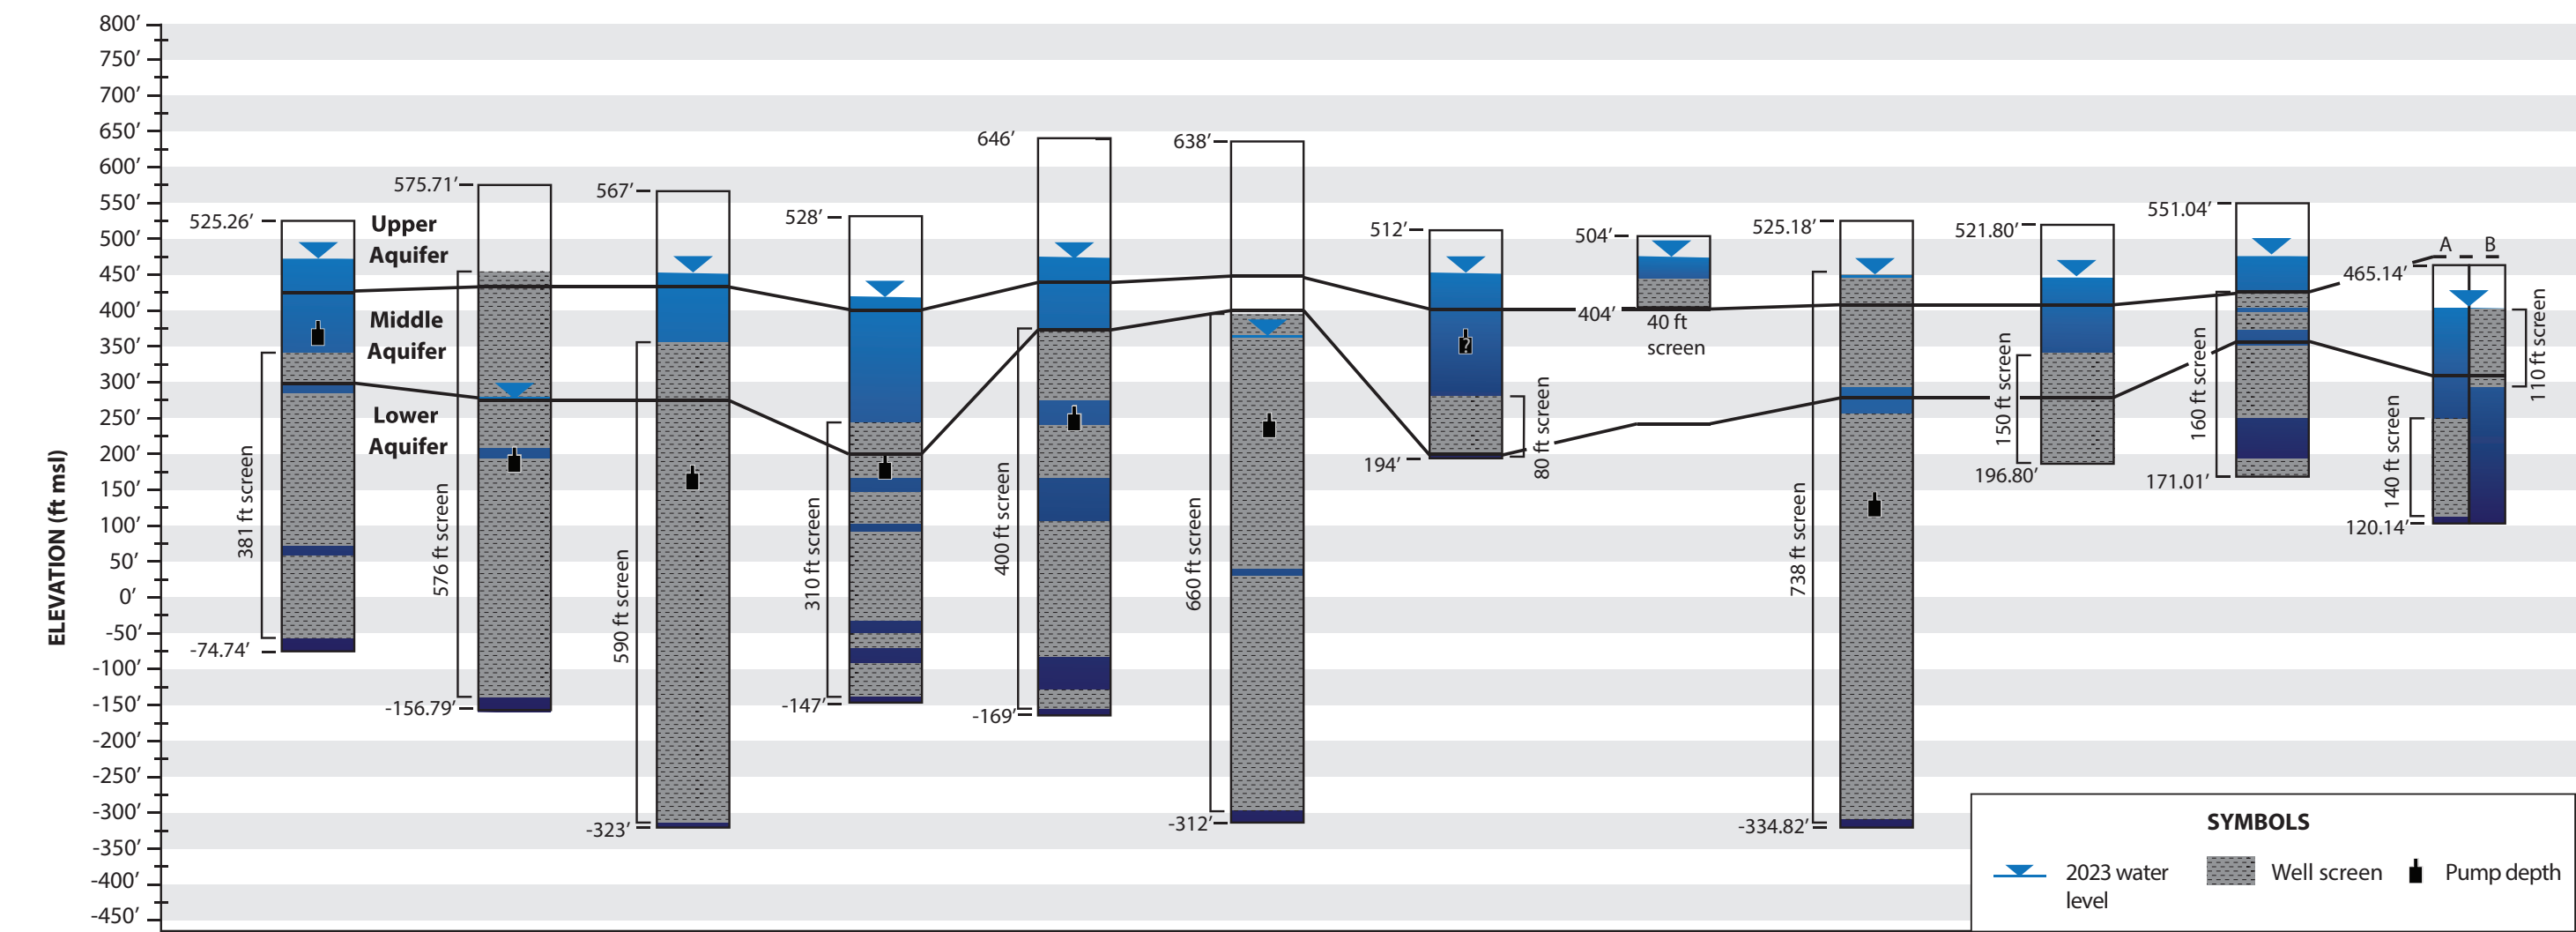 800’
750’
700’
650’
600’
550’
500’
450’
400’
350’
300’
250’
200’
150’
100’
50’
0’
-50’
-100’
-150’
-200’
-250’
-300’
-350’
-400’
-450’
ELEVATION (ft msl)
525.26’
381 ft screen
-74.74’
Upper
Aquifer
Middle
Aquifer
Lower
Aquifer
575.71’
576 ft screen
-156.79’
567’
590 ft screen
-323’
528’
310 ft screen
-147’
646’
400 ft screen
-169’
638’
660 ft screen
-312’
512’
?
80 ft screen
194’
504’
404’
40 ft
screen
525.18’
738 ft screen
-334.82’
521.80’
150 ft screen
196.80’
551.04’
160 ft screen
171.01’
A B
465.14’
110 ft screen
140 ft screen
120.14’
SYMBOLS
2023 water
level
Well screen
Pump depth